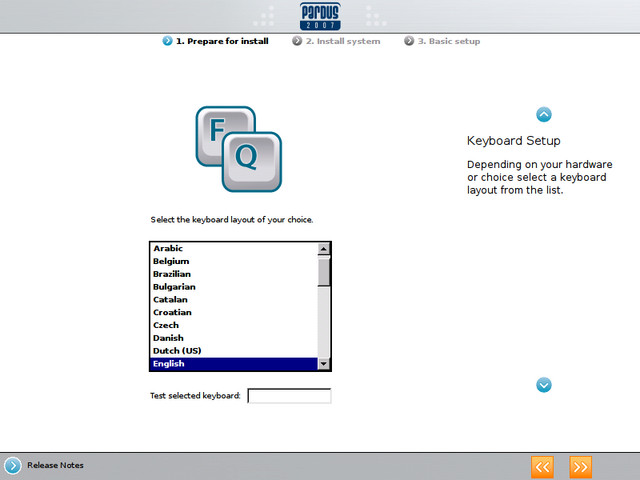 PARDUS
2007
1. Prepare for install
2. Install system
3. Basic setup
F
Q
Keyboard Setup
Depending on your hardware
or choice select a keyboard
layout from the list.
Select the keyboard layout of your choice.
Arabic
Belgium
Brazilian
Bulgarian
Catalan
Croatian
Czech
Danish
Dutch (US)
English
Test selected keyboard:
Release Notes